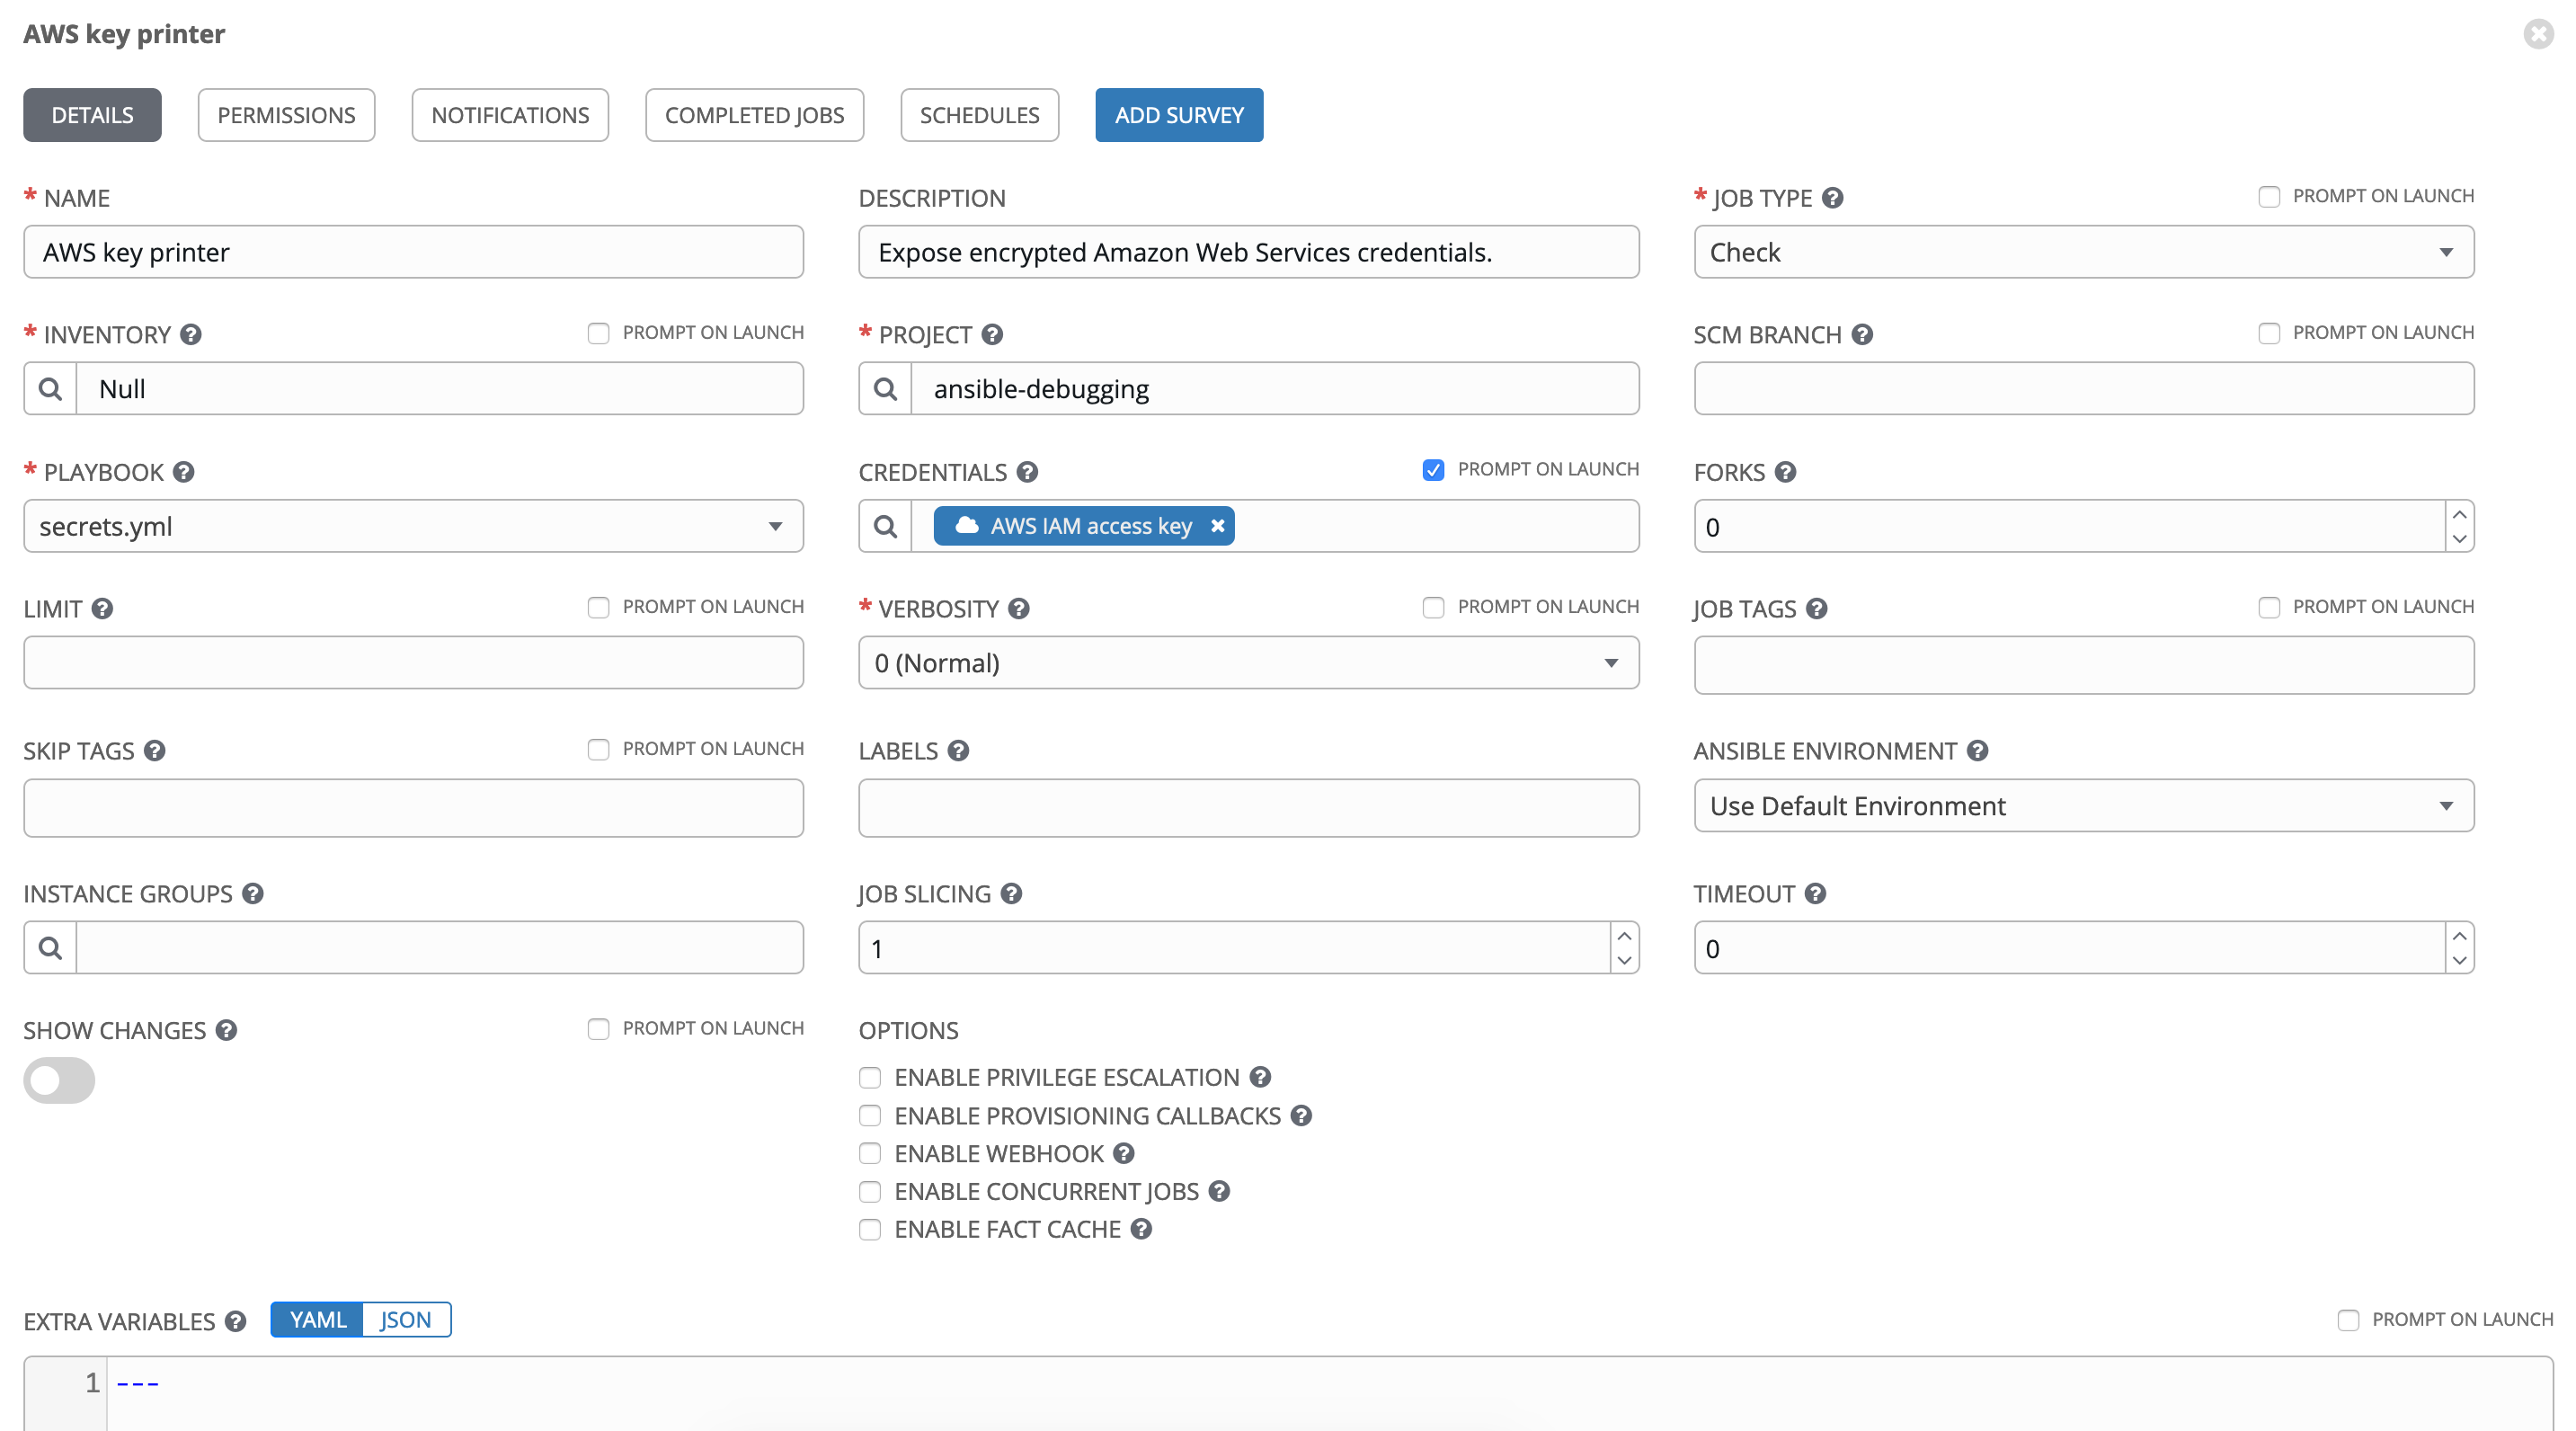 AWS key printer
DETAILS PERMISSIONS NOTIFICATIONS COMPLETED JOBS SCHEDULES ADD SURVEY
* NAME
AWS key printer
DESCRIPTION
Expose encrypted Amazon Web Services credentials.
* JOB TYPE PROMPT ON LAUNCH
Check
* INVENTORY PROMPT ON LAUNCH
Null
* PROJECT
ansible-debugging
SCM BRANCH PROMPT ON LAUNCH
* PLAYBOOK
secrets.yml
CREDENTIALS PROMPT ON LAUNCH
AWS IAM access key
FORKS
0
LIMIT PROMPT ON LAUNCH
* VERBOSITY PROMPT ON LAUNCH
0 (Normal)
JOB TAGS PROMPT ON LAUNCH
SKIP TAGS PROMPT ON LAUNCH
LABELS
ANSIBLE ENVIRONMENT
Use Default Environment
INSTANCE GROUPS
JOB SLICING
1
TIMEOUT
0
SHOW CHANGES PROMPT ON LAUNCH
OPTIONS
ENABLE PRIVILEGE ESCALATION
ENABLE PROVISIONING CALLBACKS
ENABLE WEBHOOK
ENABLE CONCURRENT JOBS
ENABLE FACT CACHE
EXTRA VARIABLES YAML JSON PROMPT ON LAUNCH
1 ---